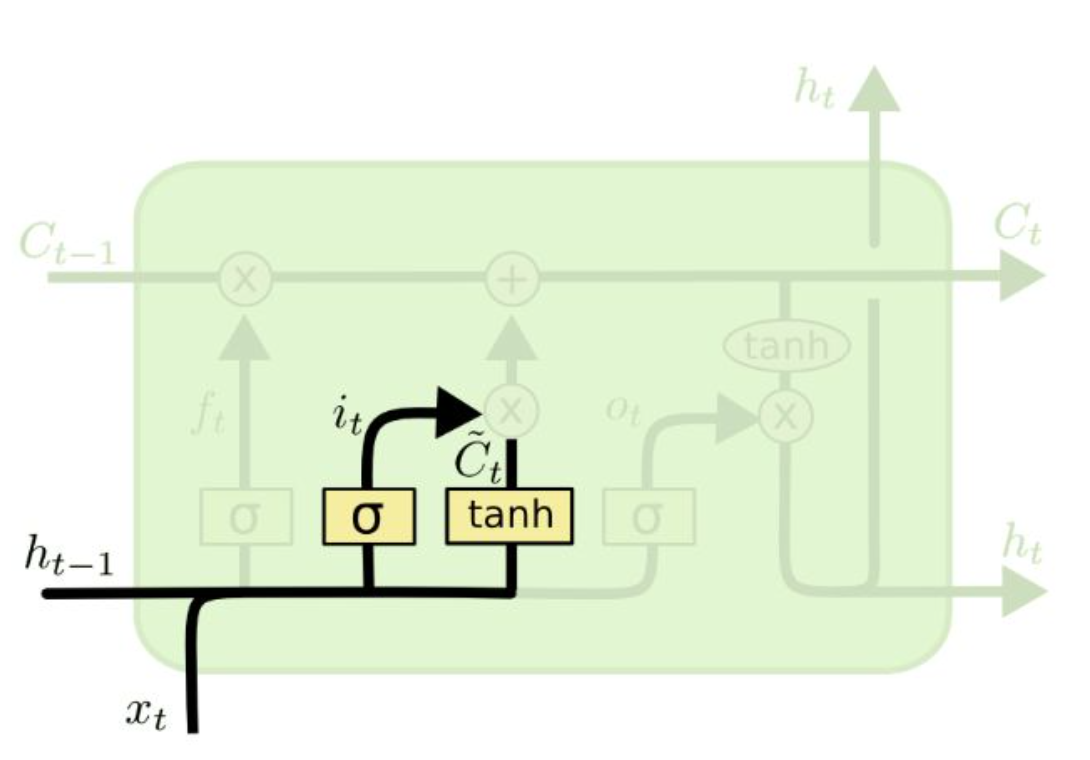 h_t
C_{t-1} C_t
x +
tanh
f_t i_t x o_t x
C̃_t
σ σ tanh σ
h_{t-1} h_t
x_t